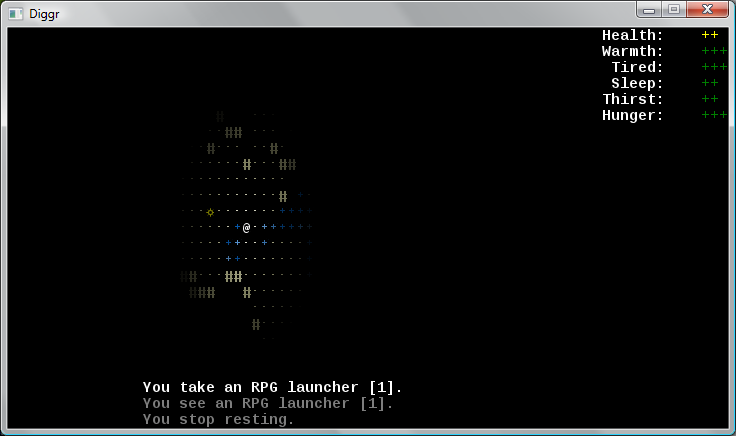 Diggr
Health: ++
Warmth: +++
Tired: +++
Sleep: ++
Thirst: ++
Hunger: +++
@
You take an RPG launcher [1].
You see an RPG launcher [1].
You stop resting.